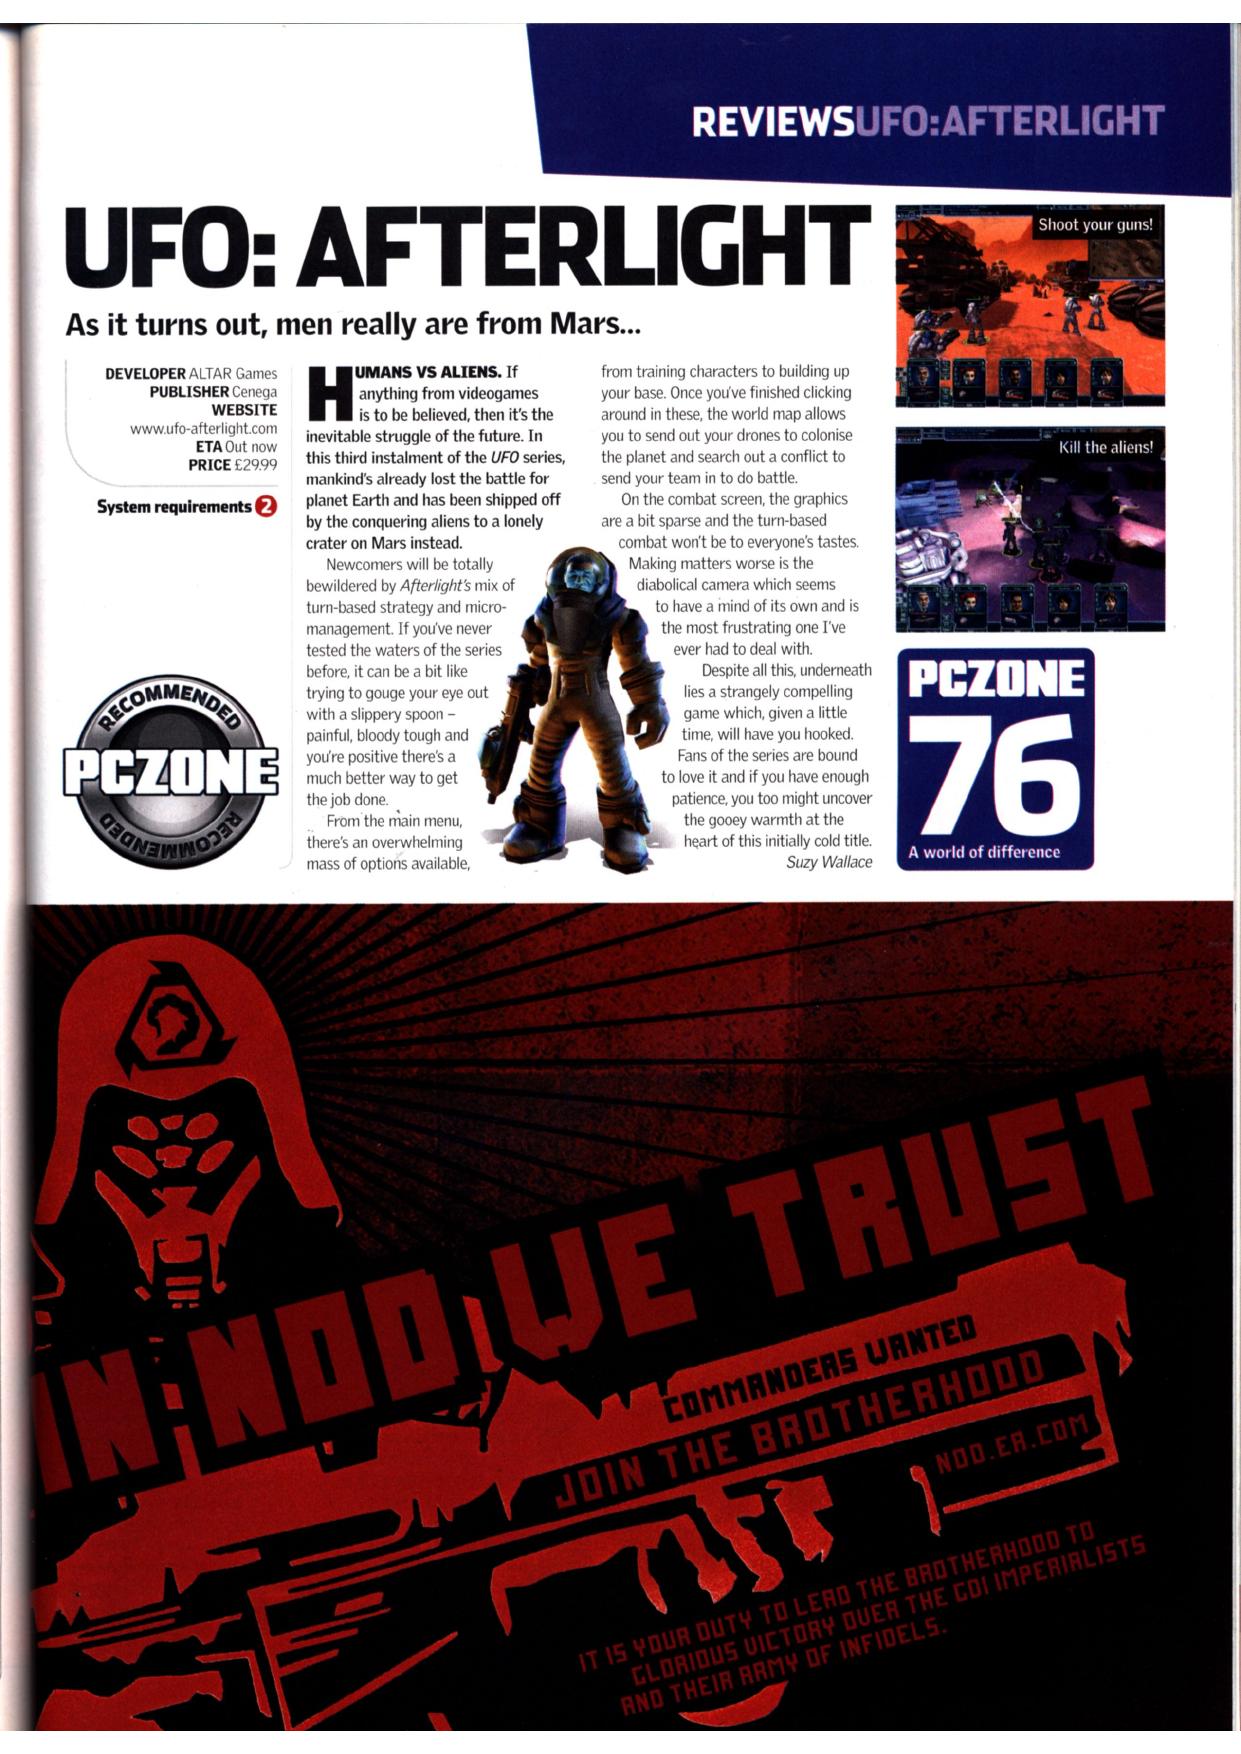 REVIEWSUFO:AFTERLIGHT
UFO: AFTERLIGHT
As it turns out, men really are from Mars...
DEVELOPER ALTAR Games
PUBLISHER Cenega
WEBSITE
www.ufo-afterlight.com
ETA Out now
PRICE £29.99
System requirements 2
RECOMMENDED
PCZONE
RECOMMENDED
HUMANS VS ALIENS. If
anything from videogames
is to be believed, then it's the
inevitable struggle of the future. In
this third instalment of the UFO series,
mankind's already lost the battle for
planet Earth and has been shipped off
by the conquering aliens to a lonely
crater on Mars instead.
Newcomers will be totally
bewildered by Afterlight's mix of
turn-based strategy and micro-
management. If you've never
tested the waters of the series
before, it can be a bit like
trying to gouge your eye out
with a slippery spoon –
painful, bloody tough and
you're positive there's a
much better way to get
the job done.
From the main menu,
there's an overwhelming
mass of options available,
from training characters to building up
your base. Once you've finished clicking
around in these, the world map allows
you to send out your drones to colonise
the planet and search out a conflict to
send your team in to do battle.
On the combat screen, the graphics
are a bit sparse and the turn-based
combat won't be to everyone's tastes.
Making matters worse is the
diabolical camera which seems
to have a mind of its own and is
the most frustrating one I've
ever had to deal with.
Despite all this, underneath
lies a strangely compelling
game which, given a little
time, will have you hooked.
Fans of the series are bound
to love it and if you have enough
patience, you too might uncover
the gooey warmth at the
heart of this initially cold title.
Suzy Wallace
Shoot your guns!
Kill the aliens!
PCZONE
76
A world of difference
IN NOD WE TRUST
COMMANDERS WANTED
JOIN THE BROTHERHOOD
NOD.EA.COM
IT IS YOUR DUTY TO LEAD THE BROTHERHOOD TO
GLORIOUS VICTORY OVER THE GDI IMPERIALISTS
AND THEIR ARMY OF INFIDELS.